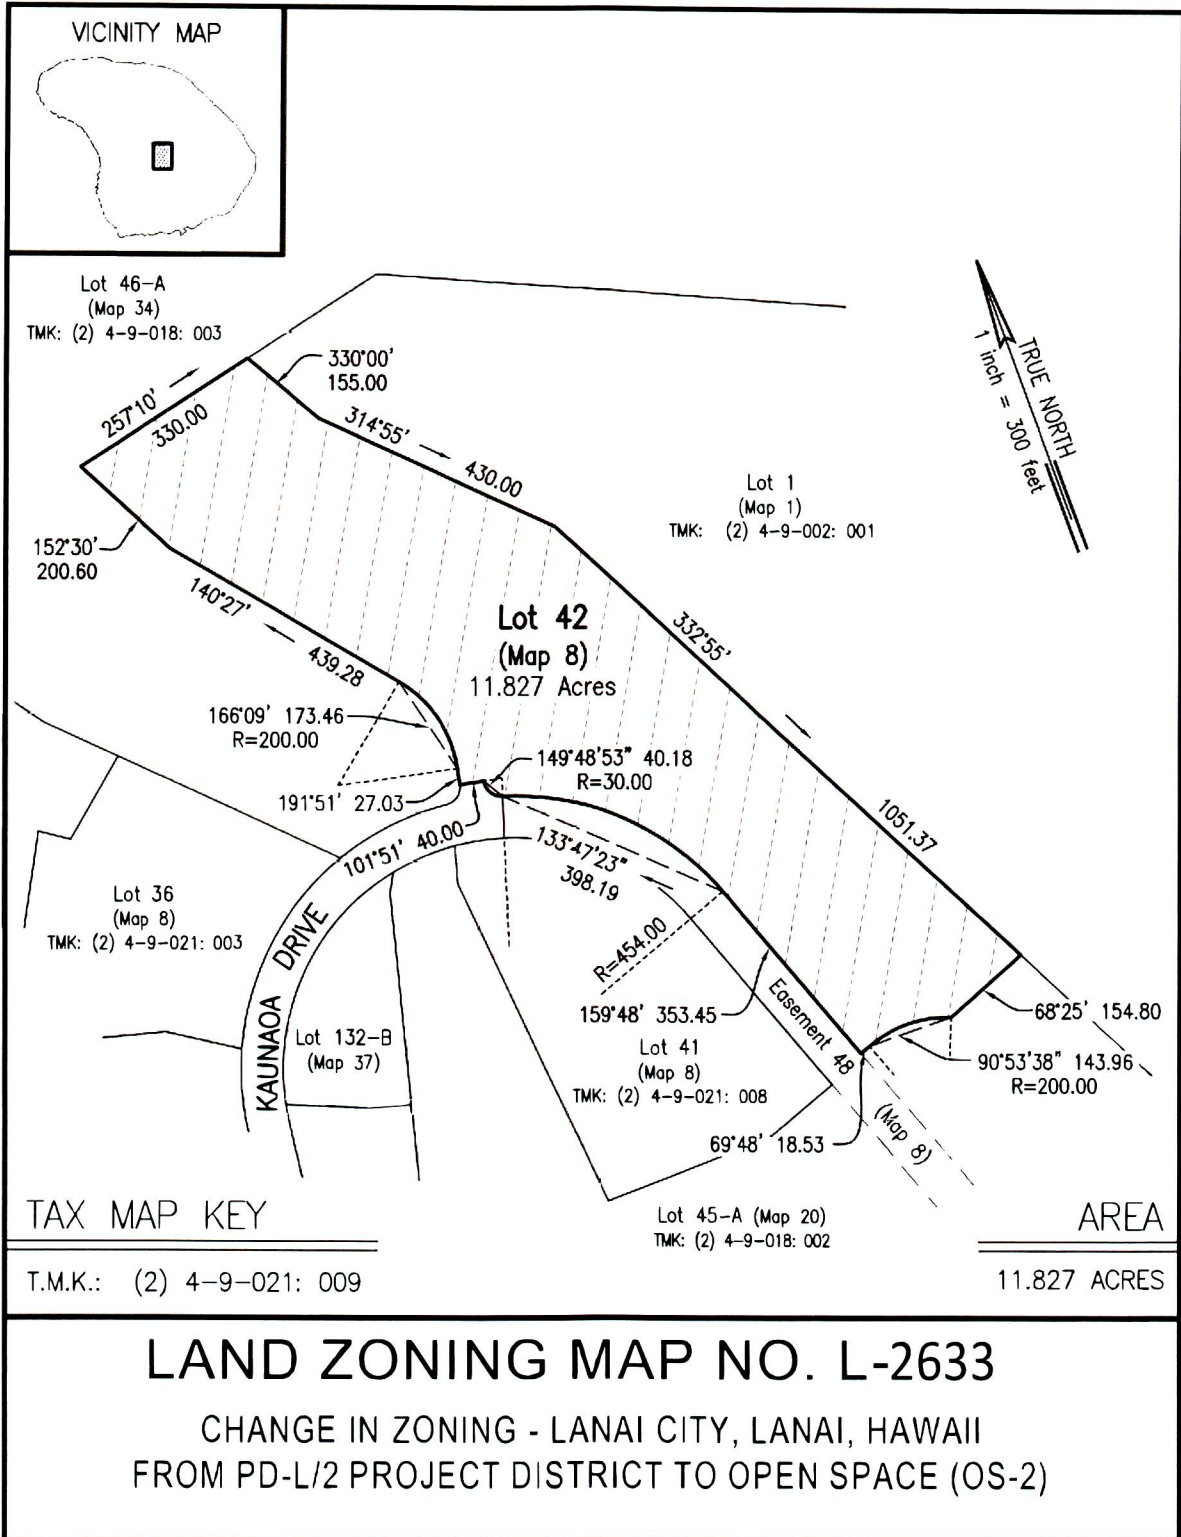 VICINITY MAP
Lot 46-A
(Map 34)
TMK: (2) 4-9-018: 003
330°00'
155.00
257°10'
330.00
314°55'
430.00
TRUE NORTH
1 inch = 300 feet
Lot 1
(Map 1)
TMK: (2) 4-9-002: 001
152°30'
200.60
140°27'
439.28
Lot 42
(Map 8)
11.827 Acres
332°55'
1051.37
166°09' 173.46
R=200.00
149°48'53" 40.18
R=30.00
191°51' 27.03
101°51' 40.00
133°47'23"
398.19
Lot 36
(Map 8)
TMK: (2) 4-9-021: 003
KAUNAOA DRIVE
R=454.00
159°48' 353.45
Easement 48
(Map 8)
68°25' 154.80
Lot 132-B
(Map 37)
Lot 41
(Map 8)
TMK: (2) 4-9-021: 008
90°53'38" 143.96
R=200.00
69°48' 18.53
Lot 45-A (Map 20)
TMK: (2) 4-9-018: 002
TAX MAP KEY
AREA
T.M.K.: (2) 4-9-021: 009
11.827 ACRES
LAND ZONING MAP NO. L-2633
CHANGE IN ZONING - LANAI CITY, LANAI, HAWAII
FROM PD-L/2 PROJECT DISTRICT TO OPEN SPACE (OS-2)